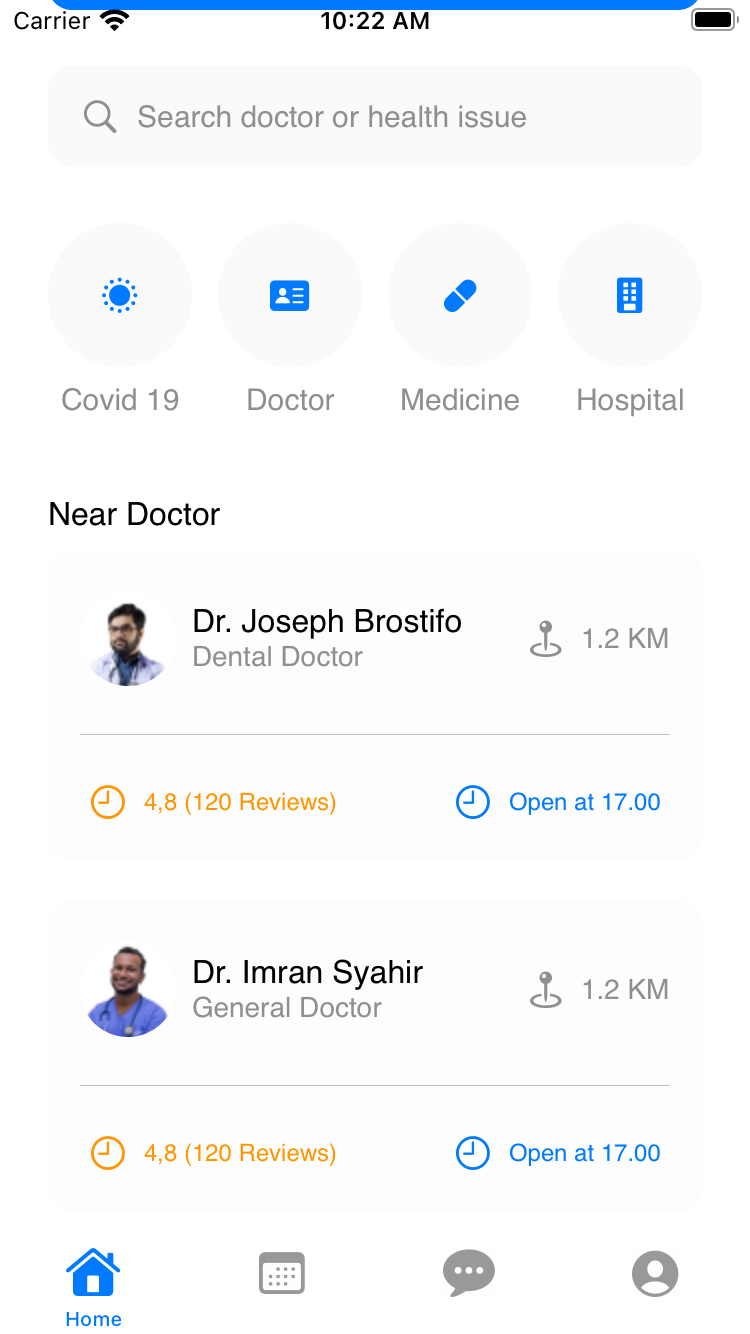 Carrier 10:22 AM
Search doctor or health issue
Covid 19 Doctor Medicine Hospital
Near Doctor
Dr. Joseph Brostifo
Dental Doctor
1.2 KM
4,8 (120 Reviews) Open at 17.00
Dr. Imran Syahir
General Doctor
1.2 KM
4,8 (120 Reviews) Open at 17.00
Home